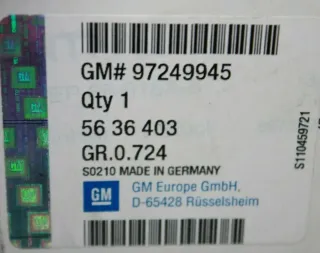 GM# 97249945
Qty 1
56 36 403
GR.0.724
S0210 MADE IN GERMANY
GM
GM Europe GmbH,
D-65428 Rüsselsheim
S110459721